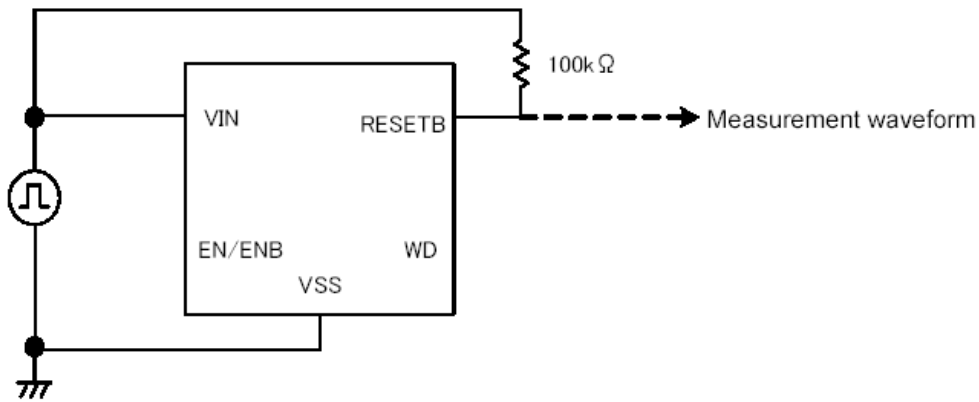 100kΩ
VIN
RESETB
Measurement waveform
EN/ENB
WD
VSS